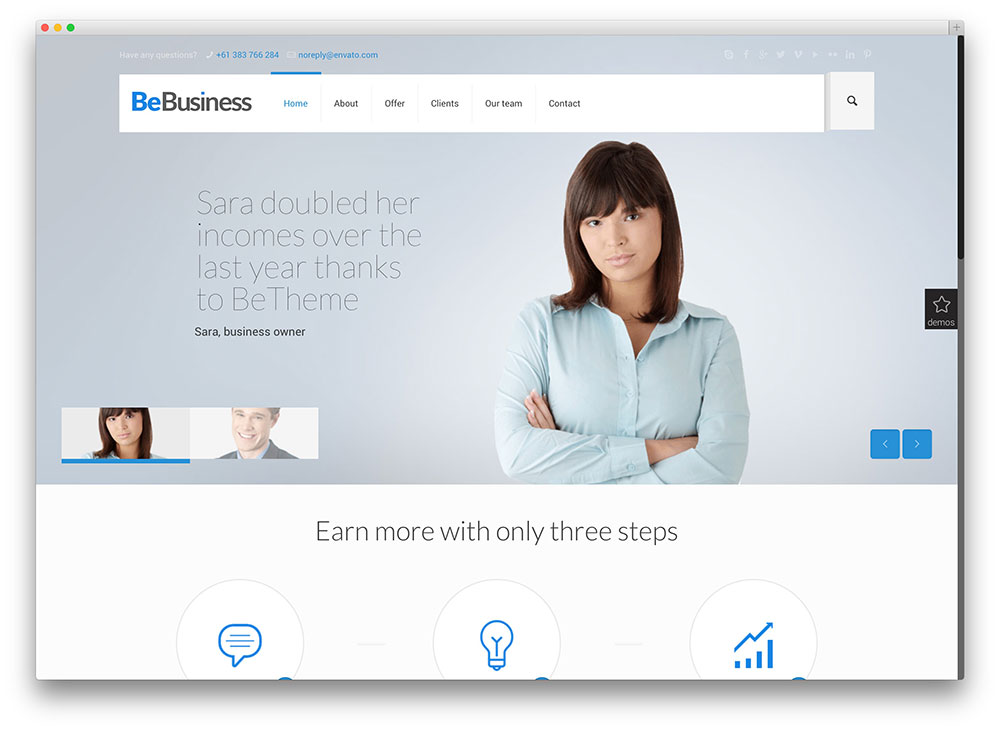 Have any questions? +61 383 766 284 noreply@envato.com
BeBusiness Home About Offer Clients Our team Contact
Sara doubled her
incomes over the
last year thanks
to BeTheme
Sara, business owner
demos
Earn more with only three steps